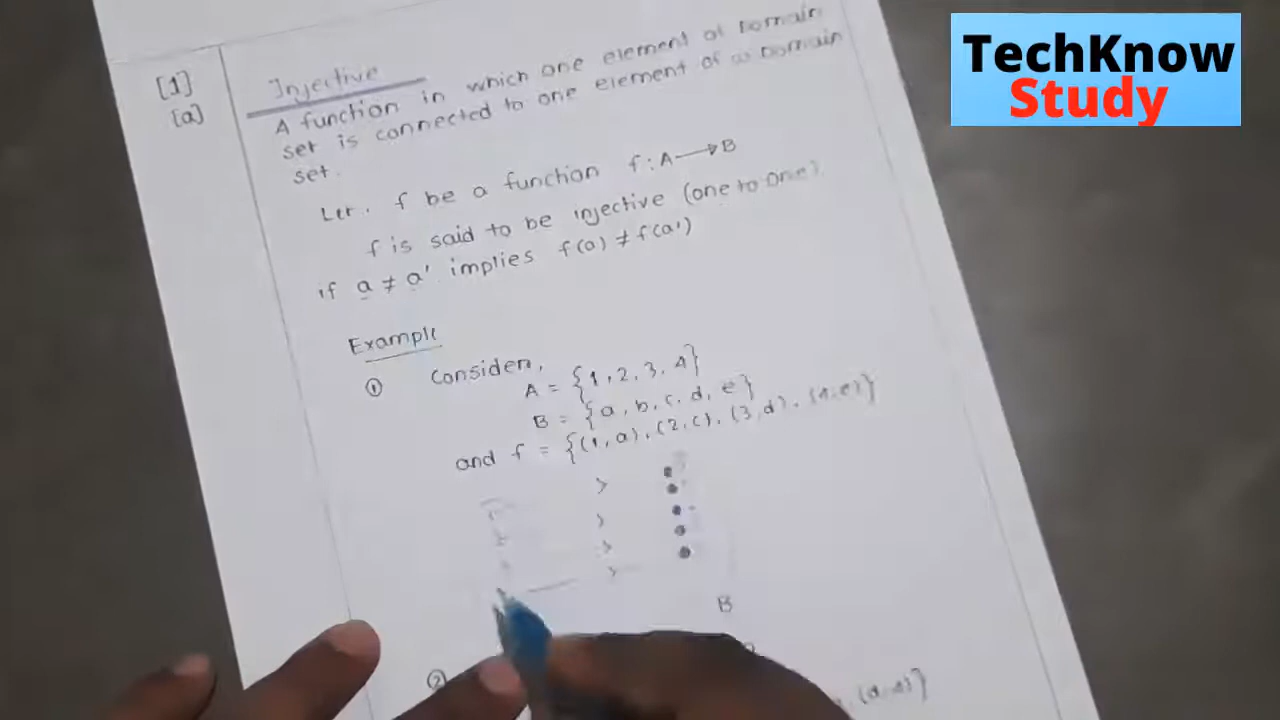 TechKnow
Study
[1]
[a]
Injective
A function in which one element of Domain
set is connected to one element of co Domain
set.
Let. f be a function f : A → B
f is said to be injective (one to one)
if a ≠ a' implies f(a) ≠ f(a')
Example
① Consider,
A = {1, 2, 3, 4}
B = {a, b, c, d, e}
and f = {(1, a), (2, c), (3, d), (4, e)}
B
②